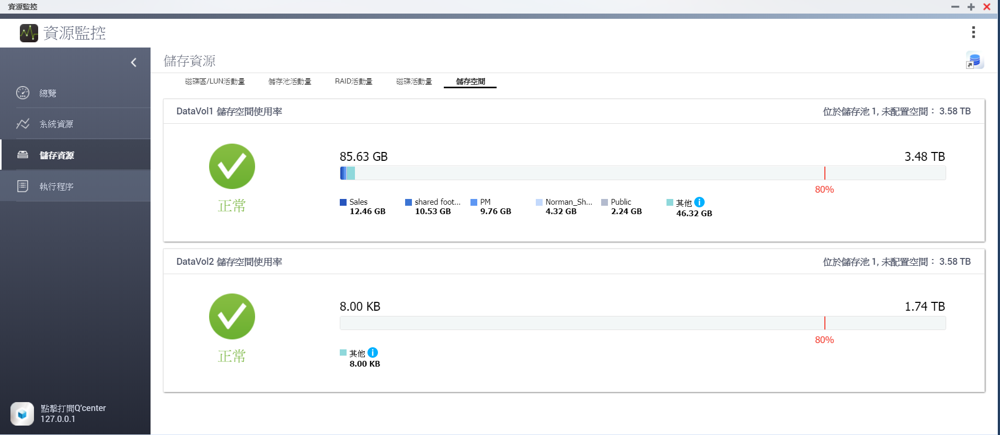 資源監控
資源監控
儲存資源
總覽
系統資源
儲存資源
執行程序
點擊打開Q'center
127.0.0.1
磁碟區/LUN活動量 儲存池活動量 RAID活動量 磁碟活動量 儲存空間
DataVol1 儲存空間使用率 位於儲存池 1, 未配置空間： 3.58 TB
正常
85.63 GB 3.48 TB
80%
Sales shared foot... PM Norman_Sh... Public 其他
12.46 GB 10.53 GB 9.76 GB 4.32 GB 2.24 GB 46.32 GB
DataVol2 儲存空間使用率 位於儲存池 1, 未配置空間： 3.58 TB
正常
8.00 KB 1.74 TB
80%
其他
8.00 KB